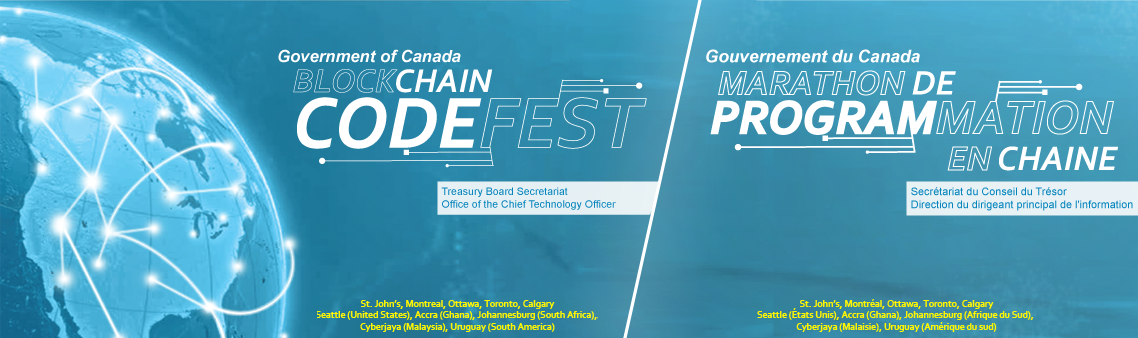 Government of Canada
BLOCKCHAIN
CODEFEST
Treasury Board Secretariat
Office of the Chief Technology Officer
St. John's, Montreal, Ottawa, Toronto, Calgary
Seattle (United States), Accra (Ghana), Johannesburg (South Africa),
Cyberjaya (Malaysia), Uruguay (South America)
Gouvernement du Canada
MARATHON DE
PROGRAMMATION
EN CHAINE
Secrétariat du Conseil du Trésor
Direction du dirigeant principal de l'information
St. John's, Montréal, Ottawa, Toronto, Calgary
Seattle (États Unis), Accra (Ghana), Johannesburg (Afrique du Sud),
Cyberjaya (Malaisie), Uruguay (Amérique du sud)